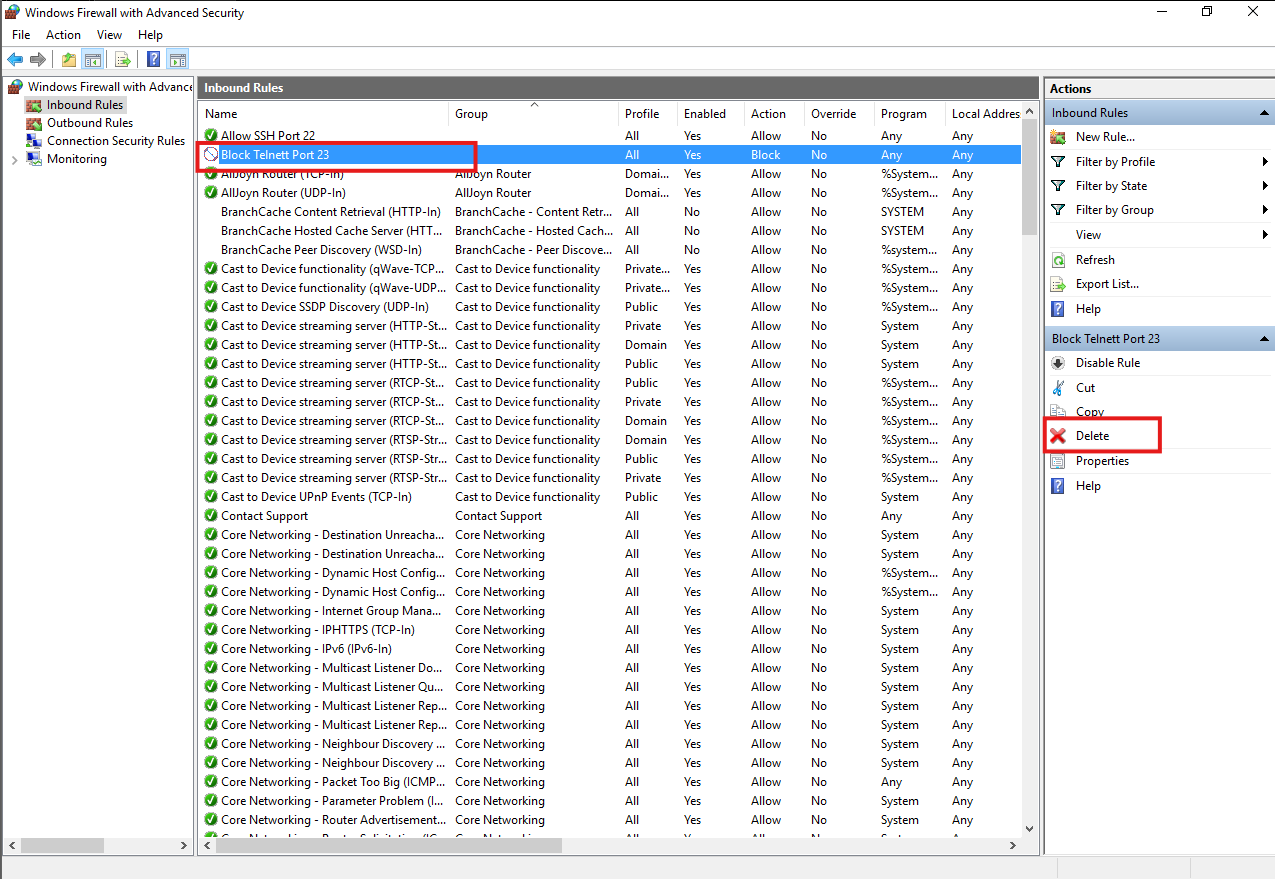 Windows Firewall with Advanced Security
File Action View Help
Windows Firewall with Advance
Inbound Rules
Outbound Rules
Connection Security Rules
Monitoring
Inbound Rules
Name Group Profile Enabled Action Override Program Local Address
Allow SSH Port 22 All Yes Allow No Any Any
Block Telnett Port 23 All Yes Block No Any Any
AllJoyn Router (TCP-In) AllJoyn Router Domai... Yes Allow No %System... Any
AllJoyn Router (UDP-In) AllJoyn Router Domai... Yes Allow No %System... Any
BranchCache Content Retrieval (HTTP-In) BranchCache - Content Retr... All No Allow No SYSTEM Any
BranchCache Hosted Cache Server (HTT... BranchCache - Hosted Cach... All No Allow No SYSTEM Any
BranchCache Peer Discovery (WSD-In) BranchCache - Peer Discove... All No Allow No %system... Any
Cast to Device functionality (qWave-TCP... Cast to Device functionality Private... Yes Allow No %System... Any
Cast to Device functionality (qWave-UDP... Cast to Device functionality Private... Yes Allow No %System... Any
Cast to Device SSDP Discovery (UDP-In) Cast to Device functionality Public Yes Allow No %System... Any
Cast to Device streaming server (HTTP-St... Cast to Device functionality Private Yes Allow No System Any
Cast to Device streaming server (HTTP-St... Cast to Device functionality Domain Yes Allow No System Any
Cast to Device streaming server (HTTP-St... Cast to Device functionality Public Yes Allow No System Any
Cast to Device streaming server (RTCP-St... Cast to Device functionality Public Yes Allow No %System... Any
Cast to Device streaming server (RTCP-St... Cast to Device functionality Private Yes Allow No %System... Any
Cast to Device streaming server (RTCP-St... Cast to Device functionality Domain Yes Allow No %System... Any
Cast to Device streaming server (RTSP-Str... Cast to Device functionality Domain Yes Allow No %System... Any
Cast to Device streaming server (RTSP-Str... Cast to Device functionality Public Yes Allow No %System... Any
Cast to Device streaming server (RTSP-Str... Cast to Device functionality Private Yes Allow No %System... Any
Cast to Device UPnP Events (TCP-In) Cast to Device functionality Public Yes Allow No System Any
Contact Support Contact Support All Yes Allow No Any Any
Core Networking - Destination Unreacha... Core Networking All Yes Allow No System Any
Core Networking - Destination Unreacha... Core Networking All Yes Allow No System Any
Core Networking - Dynamic Host Config... Core Networking All Yes Allow No %System... Any
Core Networking - Dynamic Host Config... Core Networking All Yes Allow No %System... Any
Core Networking - Internet Group Mana... Core Networking All Yes Allow No System Any
Core Networking - IPHTTPS (TCP-In) Core Networking All Yes Allow No System Any
Core Networking - IPv6 (IPv6-In) Core Networking All Yes Allow No System Any
Core Networking - Multicast Listener Do... Core Networking All Yes Allow No System Any
Core Networking - Multicast Listener Qu... Core Networking All Yes Allow No System Any
Core Networking - Multicast Listener Rep... Core Networking All Yes Allow No System Any
Core Networking - Multicast Listener Rep... Core Networking All Yes Allow No System Any
Core Networking - Neighbour Discovery ... Core Networking All Yes Allow No System Any
Core Networking - Neighbour Discovery ... Core Networking All Yes Allow No System Any
Core Networking - Packet Too Big (ICMP... Core Networking All Yes Allow No Any Any
Core Networking - Parameter Problem (I... Core Networking All Yes Allow No System Any
Core Networking - Router Advertisement... Core Networking All Yes Allow No System Any
Actions
Inbound Rules
New Rule...
Filter by Profile
Filter by State
Filter by Group
View
Refresh
Export List...
Help
Block Telnett Port 23
Disable Rule
Cut
Copy
Delete
Properties
Help